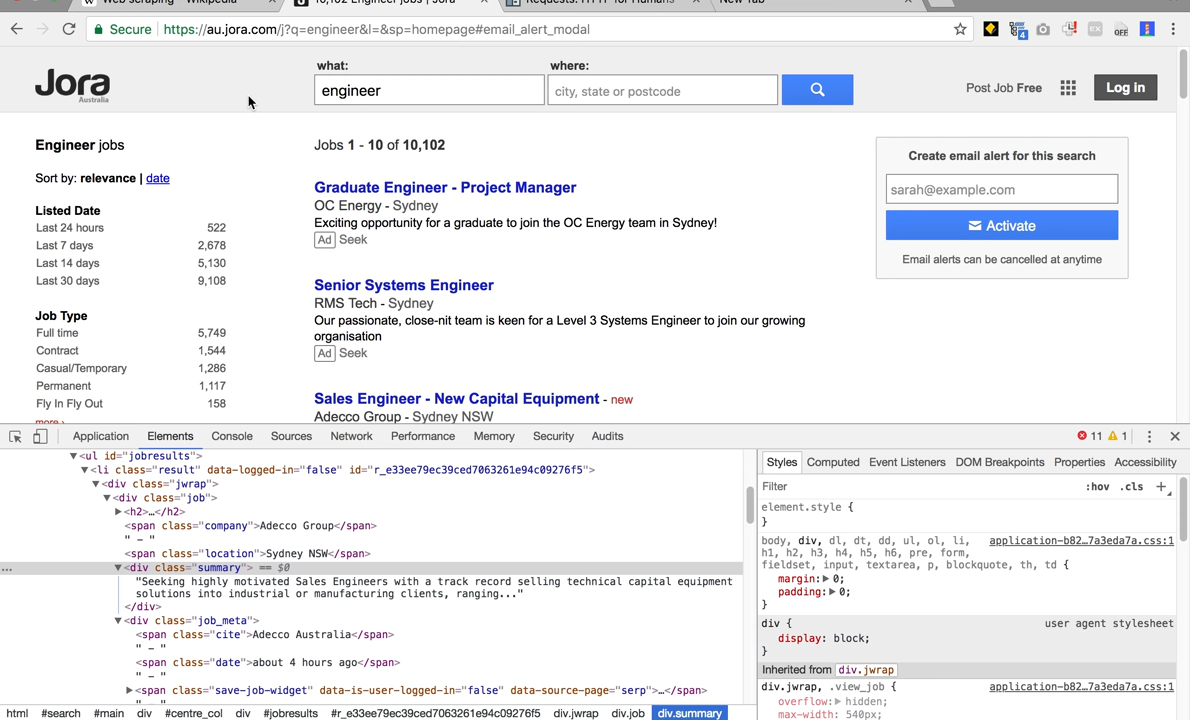 Web scraping - Wikipedia
10,102 Engineer jobs | Jora
Requests: HTTP for Humans
New Tab
Secure
https://au.jora.com/j?q=engineer&l=&sp=homepage#email_alert_modal
4
EX
OFF
Jora
Australia
what:
where:
engineer
city, state or postcode
Post Job Free
Log in
Engineer jobs
Sort by: relevance | date
Listed Date
Last 24 hours 522
Last 7 days 2,678
Last 14 days 5,130
Last 30 days 9,108
Job Type
Full time 5,749
Contract 1,544
Casual/Temporary 1,286
Permanent 1,117
Fly In Fly Out 158
more ›
Jobs 1 - 10 of 10,102
Graduate Engineer - Project Manager
OC Energy - Sydney
Exciting opportunity for a graduate to join the OC Energy team in Sydney!
Ad Seek
Senior Systems Engineer
RMS Tech - Sydney
Our passionate, close-nit team is keen for a Level 3 Systems Engineer to join our growing
organisation
Ad Seek
Sales Engineer - New Capital Equipment - new
Adecco Group - Sydney NSW
Create email alert for this search
sarah@example.com
Activate
Email alerts can be cancelled at anytime
Application Elements Console Sources Network Performance Memory Security Audits
11 1
▼<ul id="jobresults">
▼<li class="result" data-logged-in="false" id="r_e33ee79ec39ced7063261e94c09276f5">
▼<div class="jwrap">
▼<div class="job">
▶<h2>…</h2>
<span class="company">Adecco Group</span>
" – "
<span class="location">Sydney NSW</span>
... ▼<div class="summary"> == $0
"Seeking highly motivated Sales Engineers with a track record selling technical capital equipment
solutions into industrial or manufacturing clients, ranging..."
</div>
▼<div class="job_meta">
<span class="cite">Adecco Australia</span>
" – "
<span class="date">about 4 hours ago</span>
" – "
▶<span class="save-job-widget" data-is-user-logged-in="false" data-source-page="serp">…</span>
html #search #main div #centre_col div #jobresults #r_e33ee79ec39ced7063261e94c09276f5 div.jwrap div.job div.summary
Styles Computed Event Listeners DOM Breakpoints Properties Accessibility
Filter :hov .cls +
element.style {
}
body, div, dl, dt, dd, ul, ol, li, application-b82…7a3eda7a.css:1
h1, h2, h3, h4, h5, h6, pre, form,
fieldset, input, textarea, p, blockquote, th, td {
margin:▶ 0;
padding:▶ 0;
}
div { user agent stylesheet
display: block;
}
Inherited from div.jwrap
div.jwrap, .view_job { application-b82…7a3eda7a.css:1
overflow:▶ hidden;
max-width: 540px;